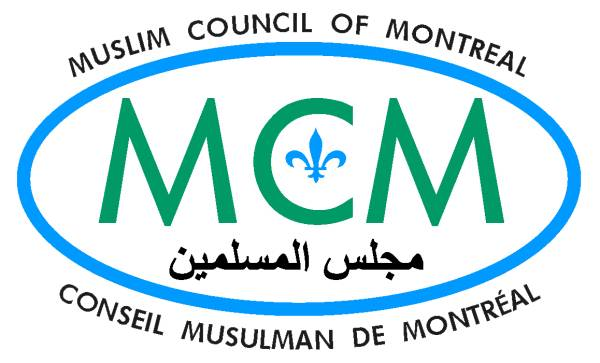 MUSLIM COUNCIL OF MONTREAL
MCM
مجلس المسلمين
CONSEIL MUSULMAN DE MONTRÉAL